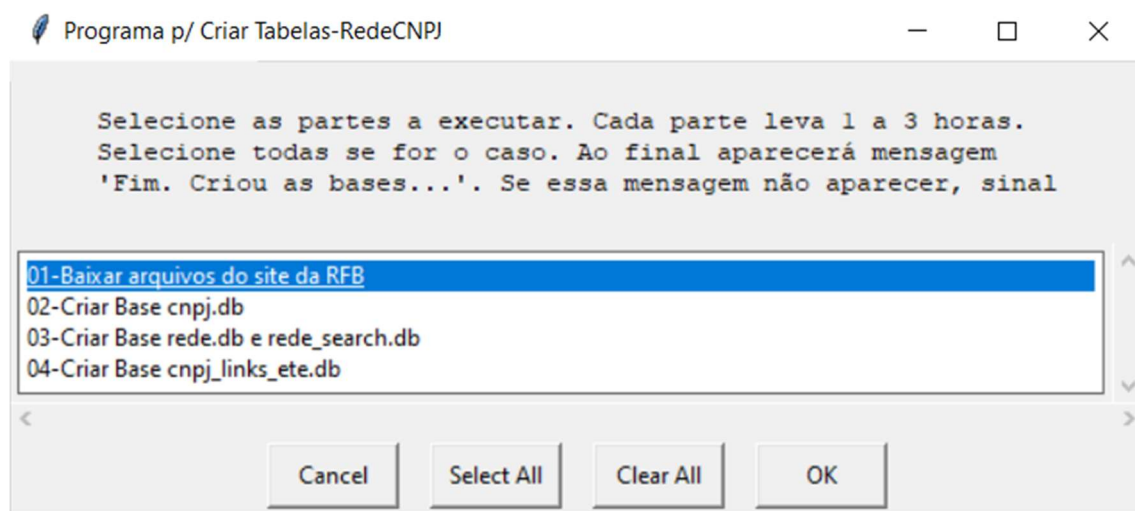 Programa p/ Criar Tabelas-RedeCNPJ
Selecione as partes a executar. Cada parte leva 1 a 3 horas.
Selecione todas se for o caso. Ao final aparecerá mensagem
'Fim. Criou as bases...'. Se essa mensagem não aparecer, sinal
01-Baixar arquivos do site da RFB
02-Criar Base cnpj.db
03-Criar Base rede.db e rede_search.db
04-Criar Base cnpj_links_ete.db
Cancel Select All Clear All OK